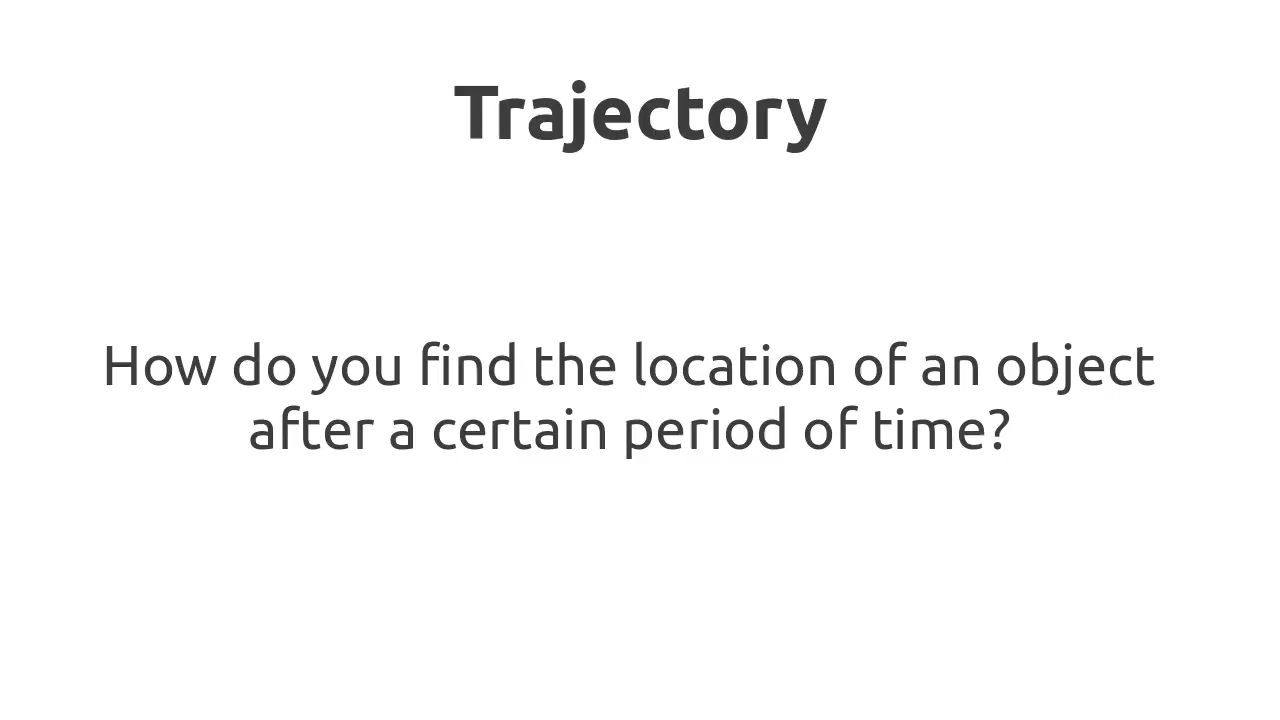 Trajectory
How do you find the location of an object
after a certain period of time?